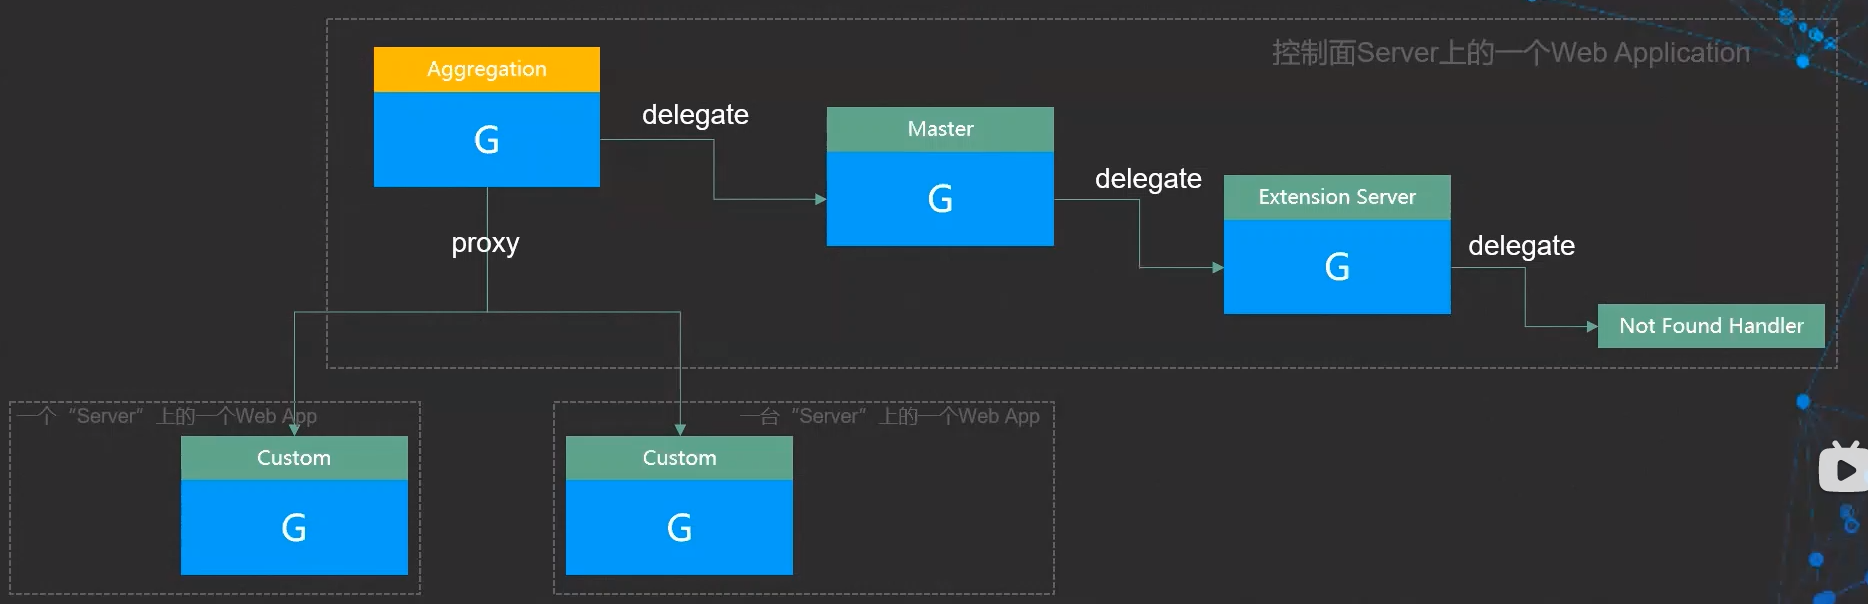 控制面Server上的一个Web Application
Aggregation
G
delegate
Master
G
delegate
Extension Server
G
delegate
Not Found Handler
proxy
一个“Server”上的一个Web App
Custom
G
一台“Server”上的一个Web App
Custom
G